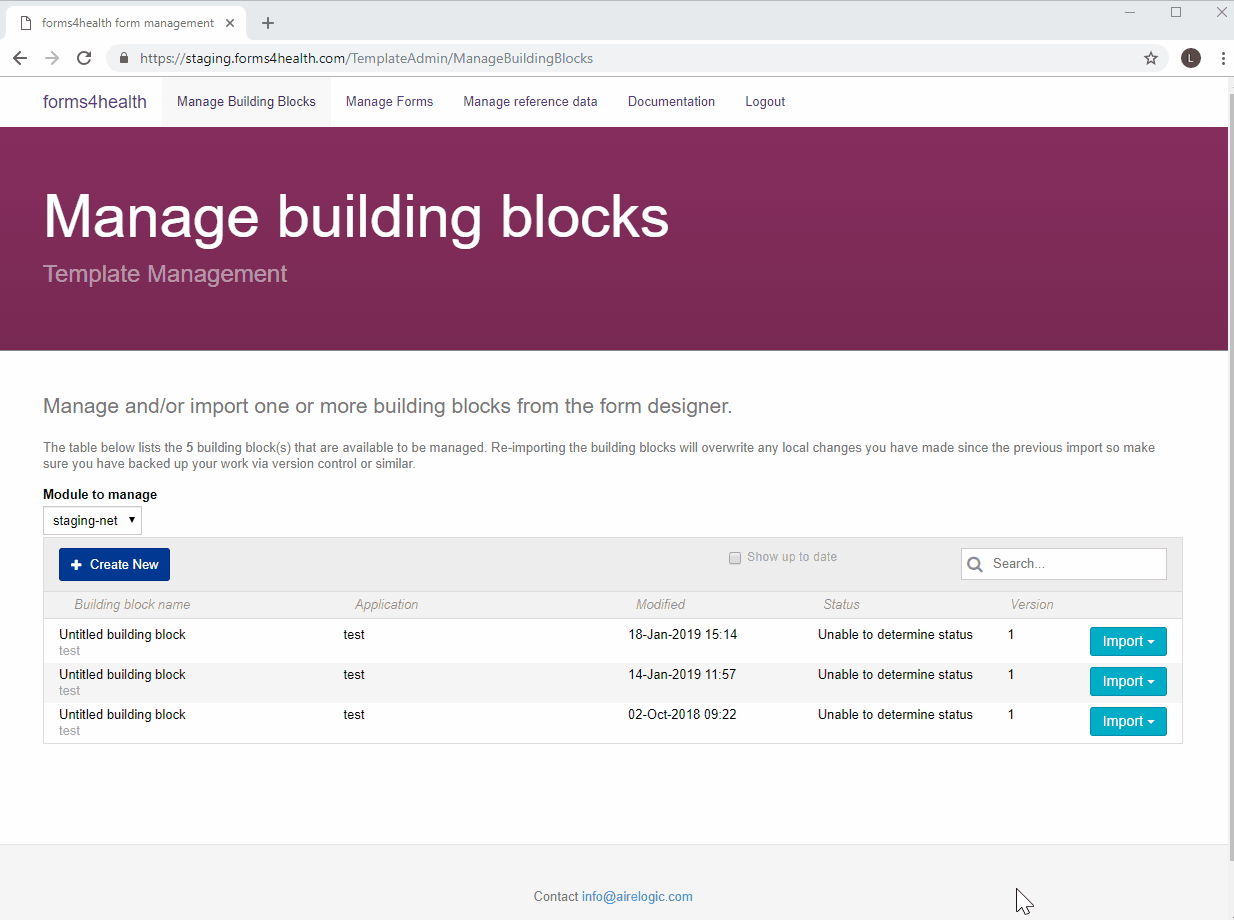 forms4health form management
https://staging.forms4health.com/TemplateAdmin/ManageBuildingBlocks
L
forms4health Manage Building Blocks Manage Forms Manage reference data Documentation Logout
Manage building blocks
Template Management
Manage and/or import one or more building blocks from the form designer.
The table below lists the 5 building block(s) that are available to be managed. Re-importing the building blocks will overwrite any local changes you have made since the previous import so make
sure you have backed up your work via version control or similar.
Module to manage
staging-net
Create New Show up to date Search...
Building block name Application Modified Status Version
Untitled building block test 18-Jan-2019 15:14 Unable to determine status 1 Import
test
Untitled building block test 14-Jan-2019 11:57 Unable to determine status 1 Import
test
Untitled building block test 02-Oct-2018 09:22 Unable to determine status 1 Import
test
Contact info@airelogic.com